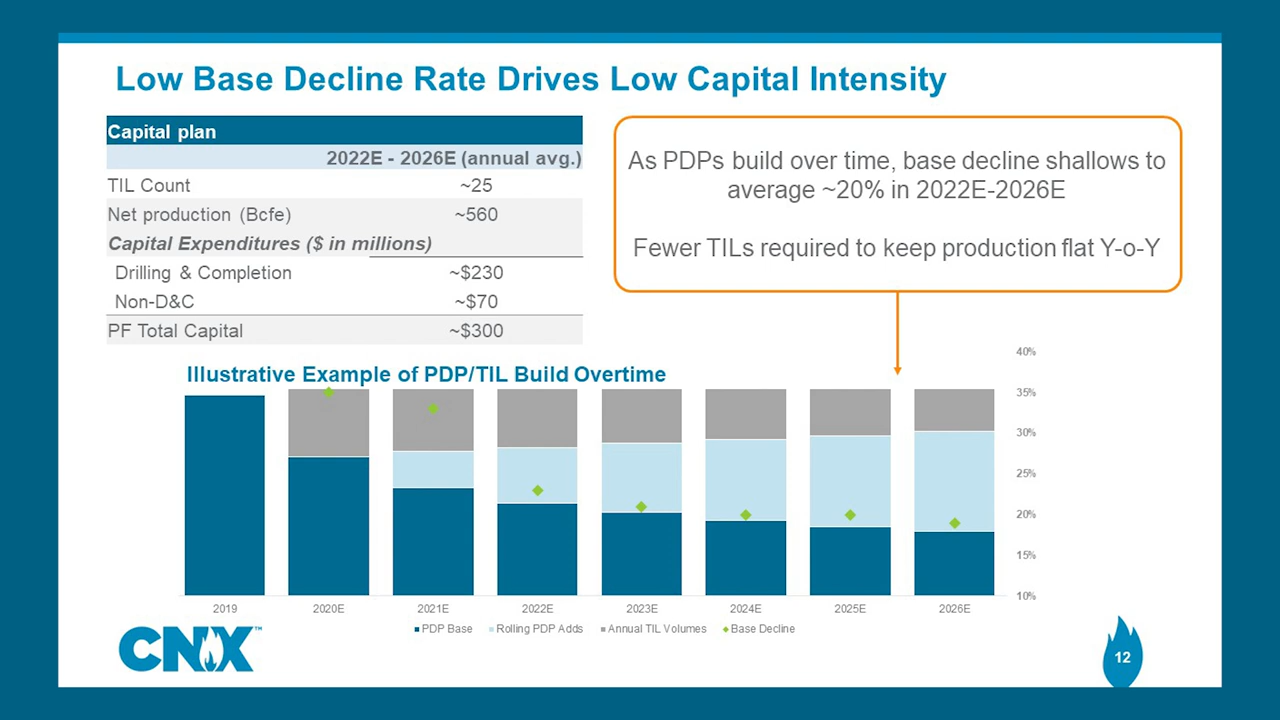 Low Base Decline Rate Drives Low Capital Intensity
Capital plan
2022E - 2026E (annual avg.)
TIL Count ~25
Net production (Bcfe) ~560
Capital Expenditures ($ in millions)
Drilling & Completion ~$230
Non-D&C ~$70
PF Total Capital ~$300
As PDPs build over time, base decline shallows to
average ~20% in 2022E-2026E
Fewer TILs required to keep production flat Y-o-Y
Illustrative Example of PDP/TIL Build Overtime
40%
35%
30%
25%
20%
15%
10%
2019 2020E 2021E 2022E 2023E 2024E 2025E 2026E
PDP Base Rolling PDP Adds Annual TIL Volumes Base Decline
CNX™
12